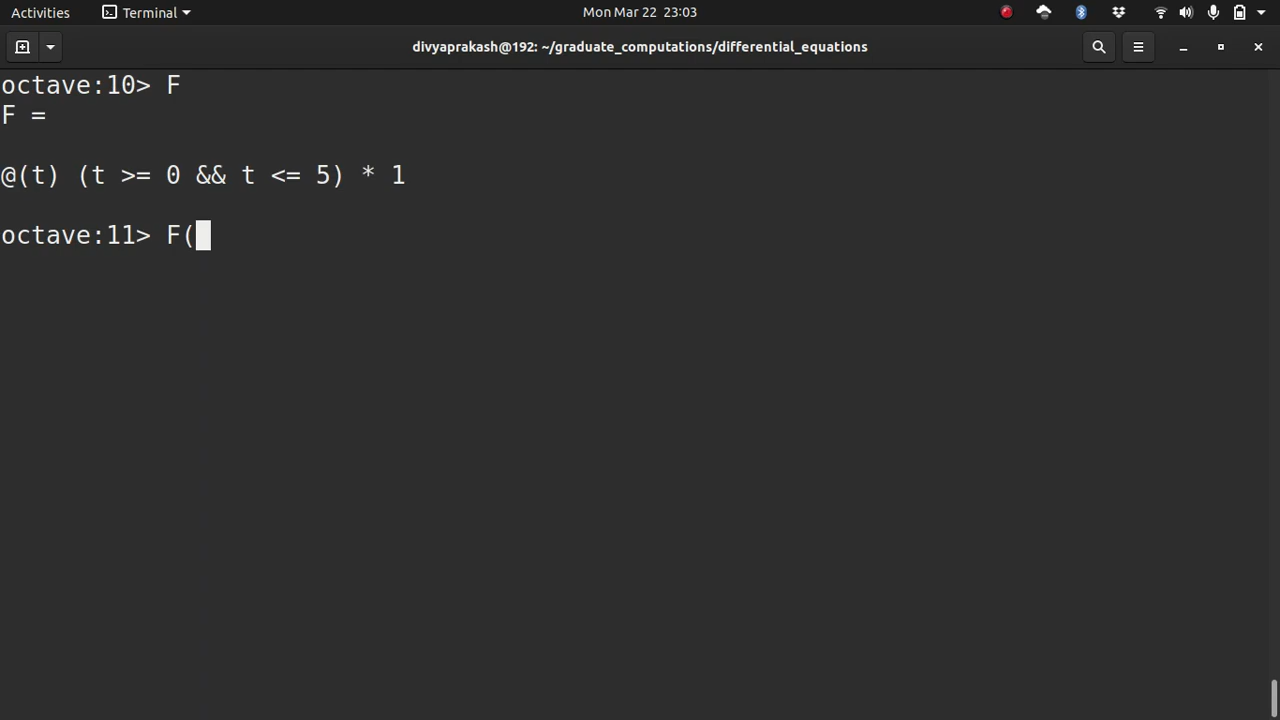 Activities Terminal Mon Mar 22 23:03
divyaprakash@192: ~/graduate_computations/differential_equations
octave:10> F
F =
@(t) (t >= 0 && t <= 5) * 1
octave:11> F(